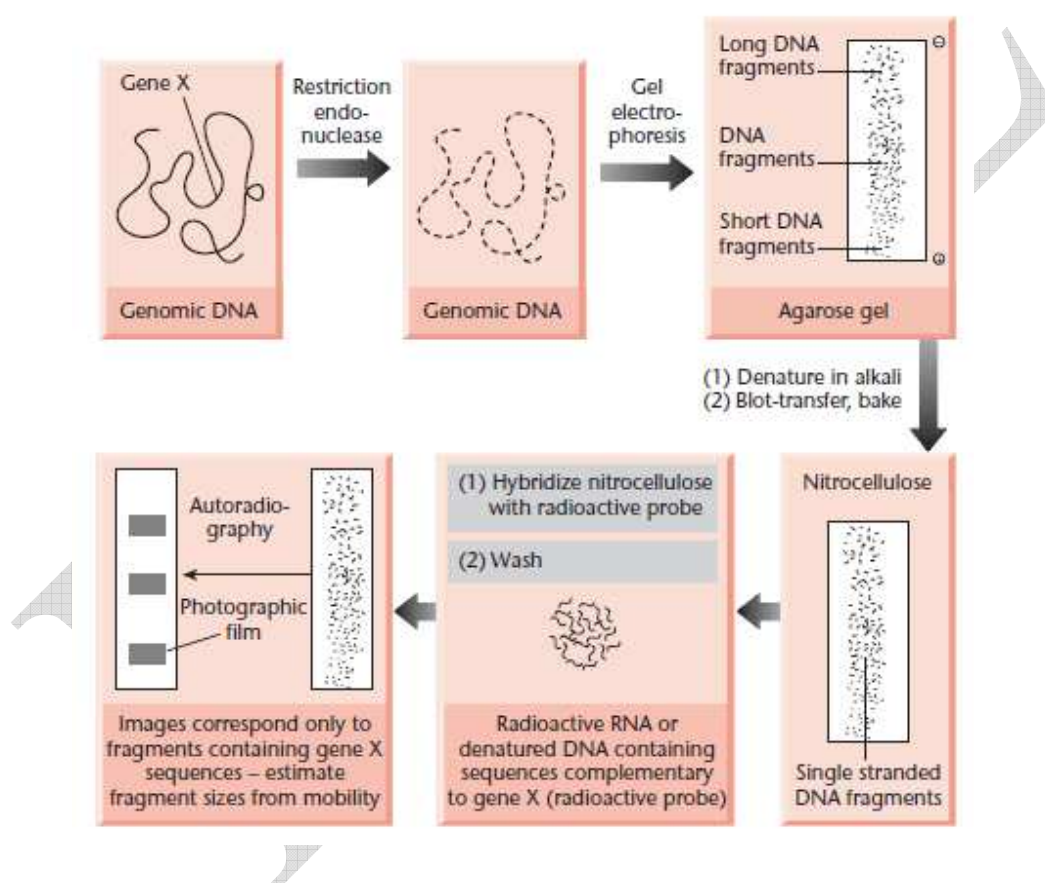 Gene X
Genomic DNA
Restriction
endo-
nuclease
Genomic DNA
Gel
electro-
phoresis
Long DNA
fragments
DNA
fragments
Short DNA
fragments
⊖
⊕
Agarose gel
(1) Denature in alkali
(2) Blot-transfer, bake
Nitrocellulose
Single stranded
DNA fragments
(1) Hybridize nitrocellulose
with radioactive probe
(2) Wash
Radioactive RNA or
denatured DNA containing
sequences complementary
to gene X (radioactive probe)
Autoradio-
graphy
Photographic
film
Images correspond only to
fragments containing gene X
sequences – estimate
fragment sizes from mobility